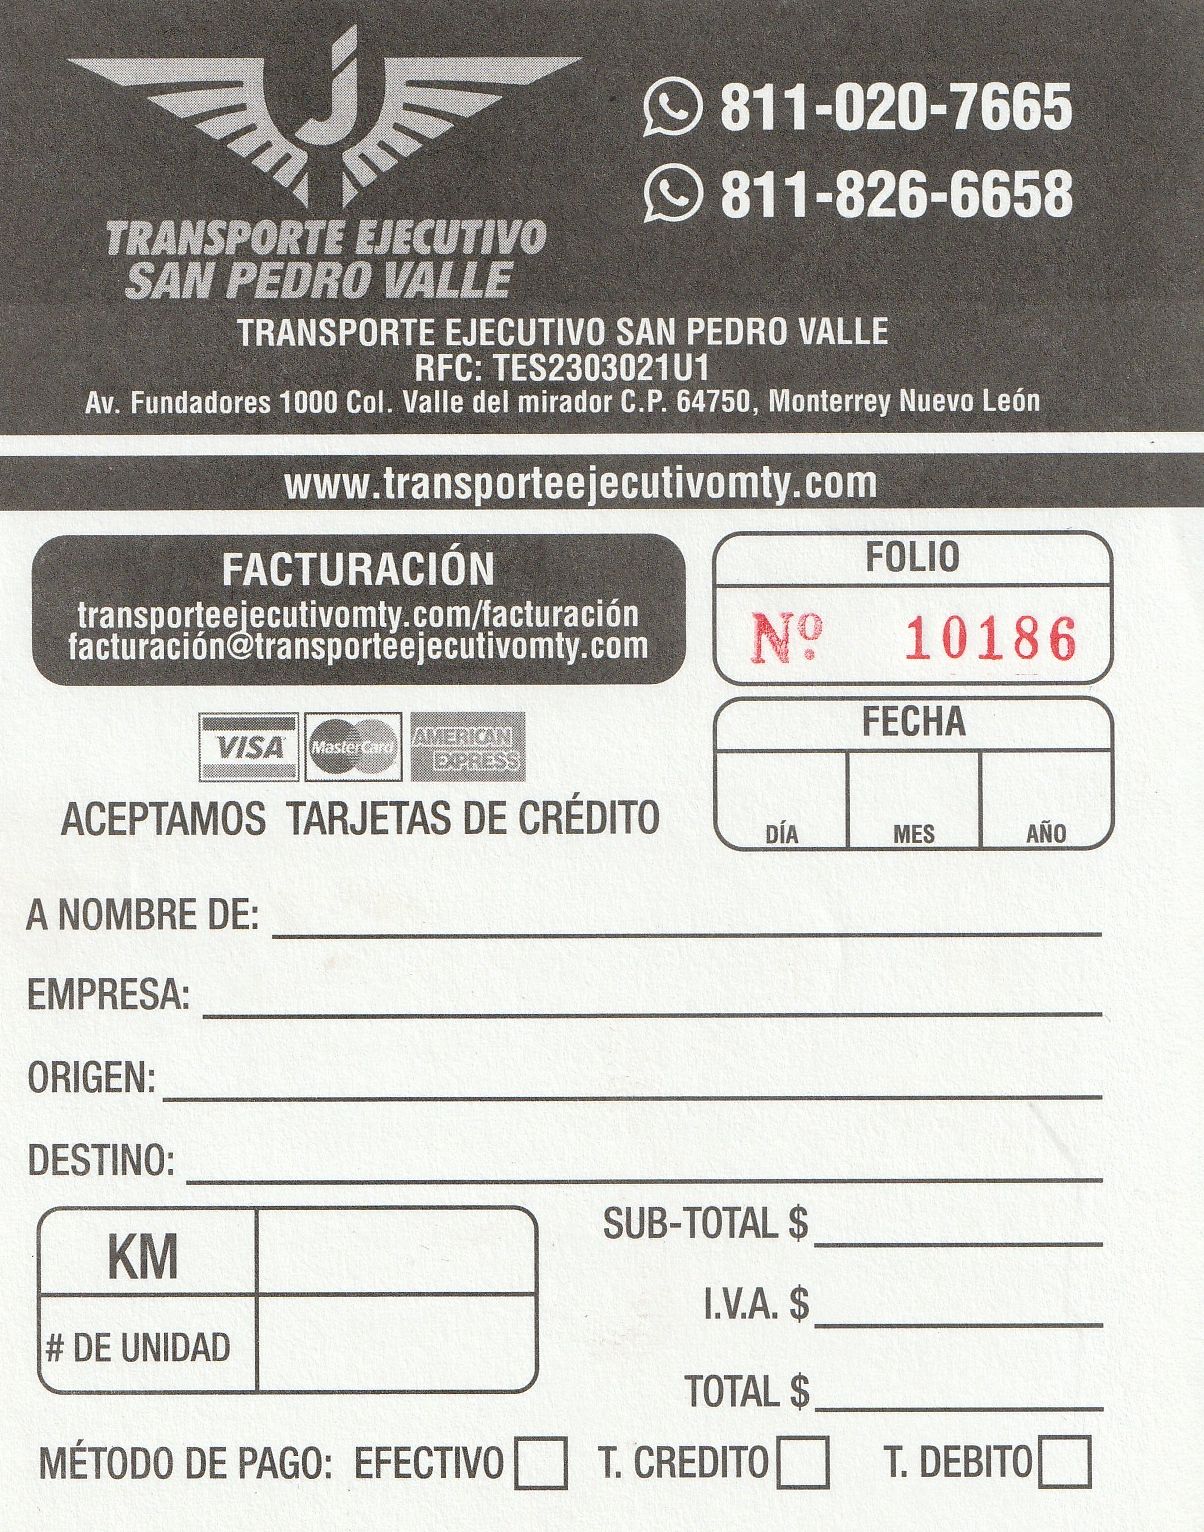 J
TRANSPORTE EJECUTIVO
SAN PEDRO VALLE
811-020-7665
811-826-6658
TRANSPORTE EJECUTIVO SAN PEDRO VALLE
RFC: TES2303021U1
Av. Fundadores 1000 Col. Valle del mirador C.P. 64750, Monterrey Nuevo León
www.transporteejecutivomty.com
FACTURACIÓN
transporteejecutivomty.com/facturación
facturación@transporteejecutivomty.com
FOLIO
Nº. 10186
VISA MasterCard AMERICAN EXPRESS
ACEPTAMOS TARJETAS DE CRÉDITO
FECHA
DÍA MES AÑO
A NOMBRE DE:
EMPRESA:
ORIGEN:
DESTINO:
KM
# DE UNIDAD
SUB-TOTAL $
I.V.A. $
TOTAL $
MÉTODO DE PAGO: EFECTIVO T. CREDITO T. DEBITO